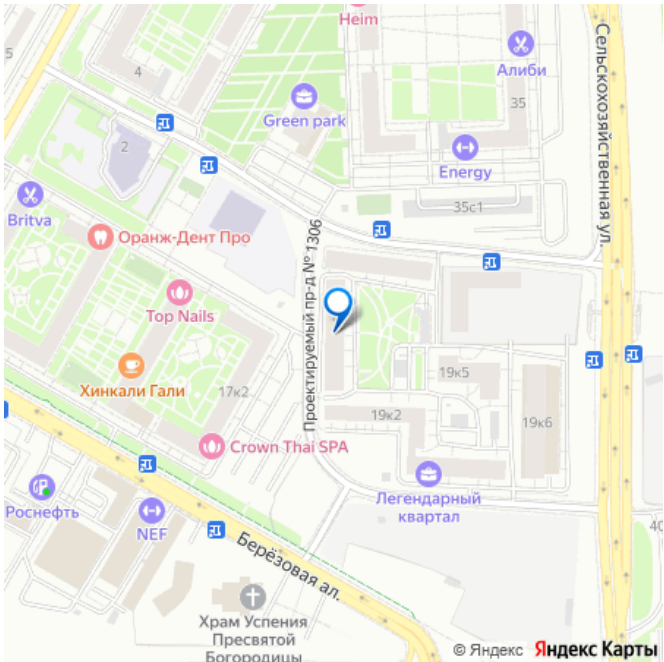 Heim
Алиби
5
4
35
Green park
Сельскохозяйственная ул.
2
Energy
Britva
35с1
Оранж-Дент Про
Проектируемый пр-д № 1306
Top Nails
Хинкали Гали
17к2
19к5
19к2
19к6
Crown Thai SPA
Легендарный
квартал
Роснефть
NEF
40
Берёзовая ал.
Храм Успения
Пресвятой
Богородицы
© Яндекс Яндекс Карты